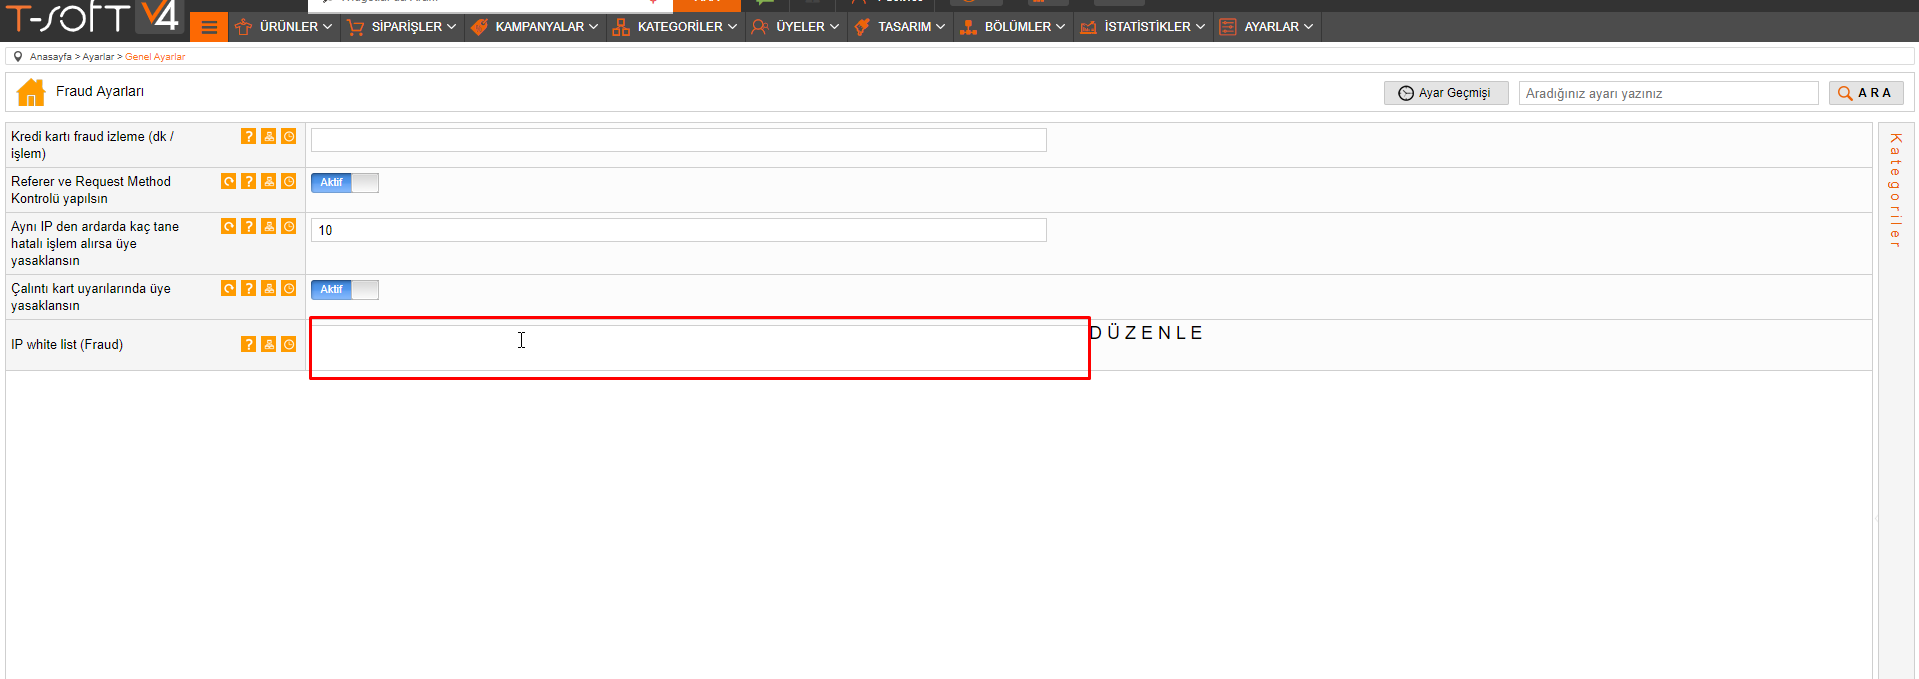 T-SOFT V4
ÜRÜNLER
SİPARİŞLER
KAMPANYALAR
KATEGORİLER
ÜYELER
TASARIM
BÖLÜMLER
İSTATİSTİKLER
AYARLAR
Anasayfa > Ayarlar > Genel Ayarlar
Fraud Ayarları
Ayar Geçmişi
Aradığınız ayarı yazınız
ARA
Kredi kartı fraud izleme (dk /
işlem)
Referer ve Request Method
Kontrolü yapılsın
Aktif
Aynı IP den ardarda kaç tane
hatalı işlem alırsa üye
yasaklansın
10
Çalıntı kart uyarılarında üye
yasaklansın
Aktif
IP white list (Fraud)
DÜZENLE
Kategoriler